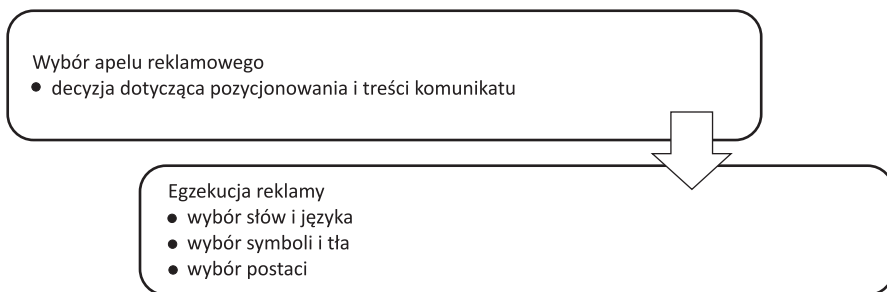 Wybór apelu reklamowego
• decyzja dotycząca pozycjonowania i treści komunikatu
Egzekucja reklamy
• wybór słów i języka
• wybór symboli i tła
• wybór postaci